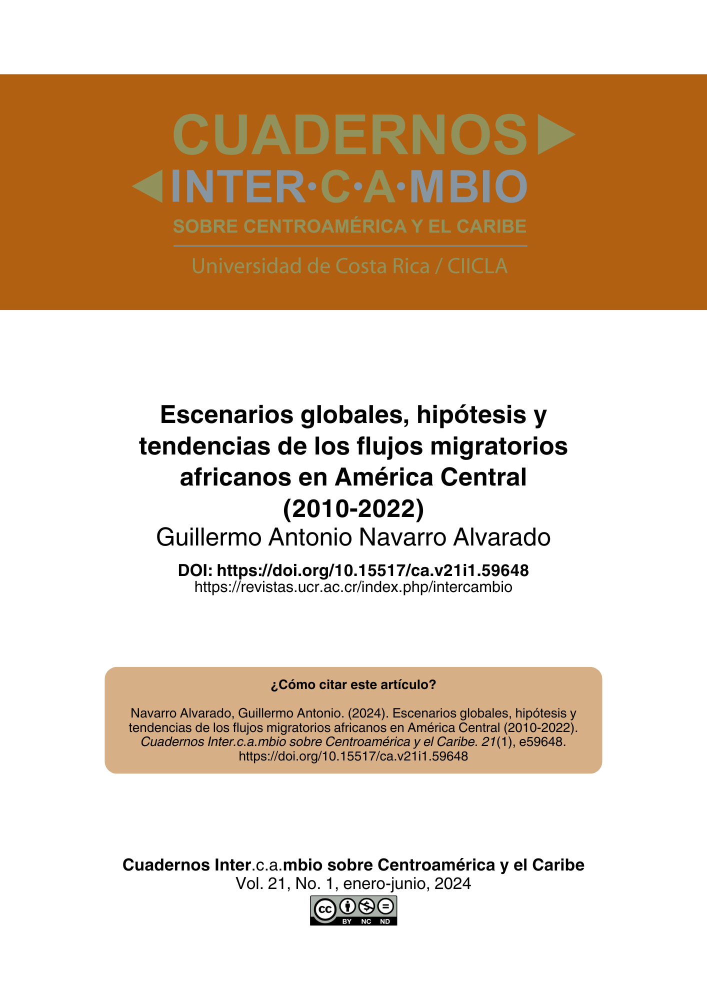 CUADERNOS
INTER·C·A·MBIO
SOBRE CENTROAMÉRICA Y EL CARIBE
Universidad de Costa Rica / CIICLA
Escenarios globales, hipótesis y
tendencias de los flujos migratorios
africanos en América Central
(2010-2022)
Guillermo Antonio Navarro Alvarado
DOI: https://doi.org/10.15517/ca.v21i1.59648
https://revistas.ucr.ac.cr/index.php/intercambio
¿Cómo citar este artículo?
Navarro Alvarado, Guillermo Antonio. (2024). Escenarios globales, hipótesis y
tendencias de los flujos migratorios africanos en América Central (2010-2022).
Cuadernos Inter.c.a.mbio sobre Centroamérica y el Caribe. 21(1), e59648.
https://doi.org/10.15517/ca.v21i1.59648
Cuadernos Inter.c.a.mbio sobre Centroamérica y el Caribe
Vol. 21, No. 1, enero-junio, 2024
cc BY NC ND